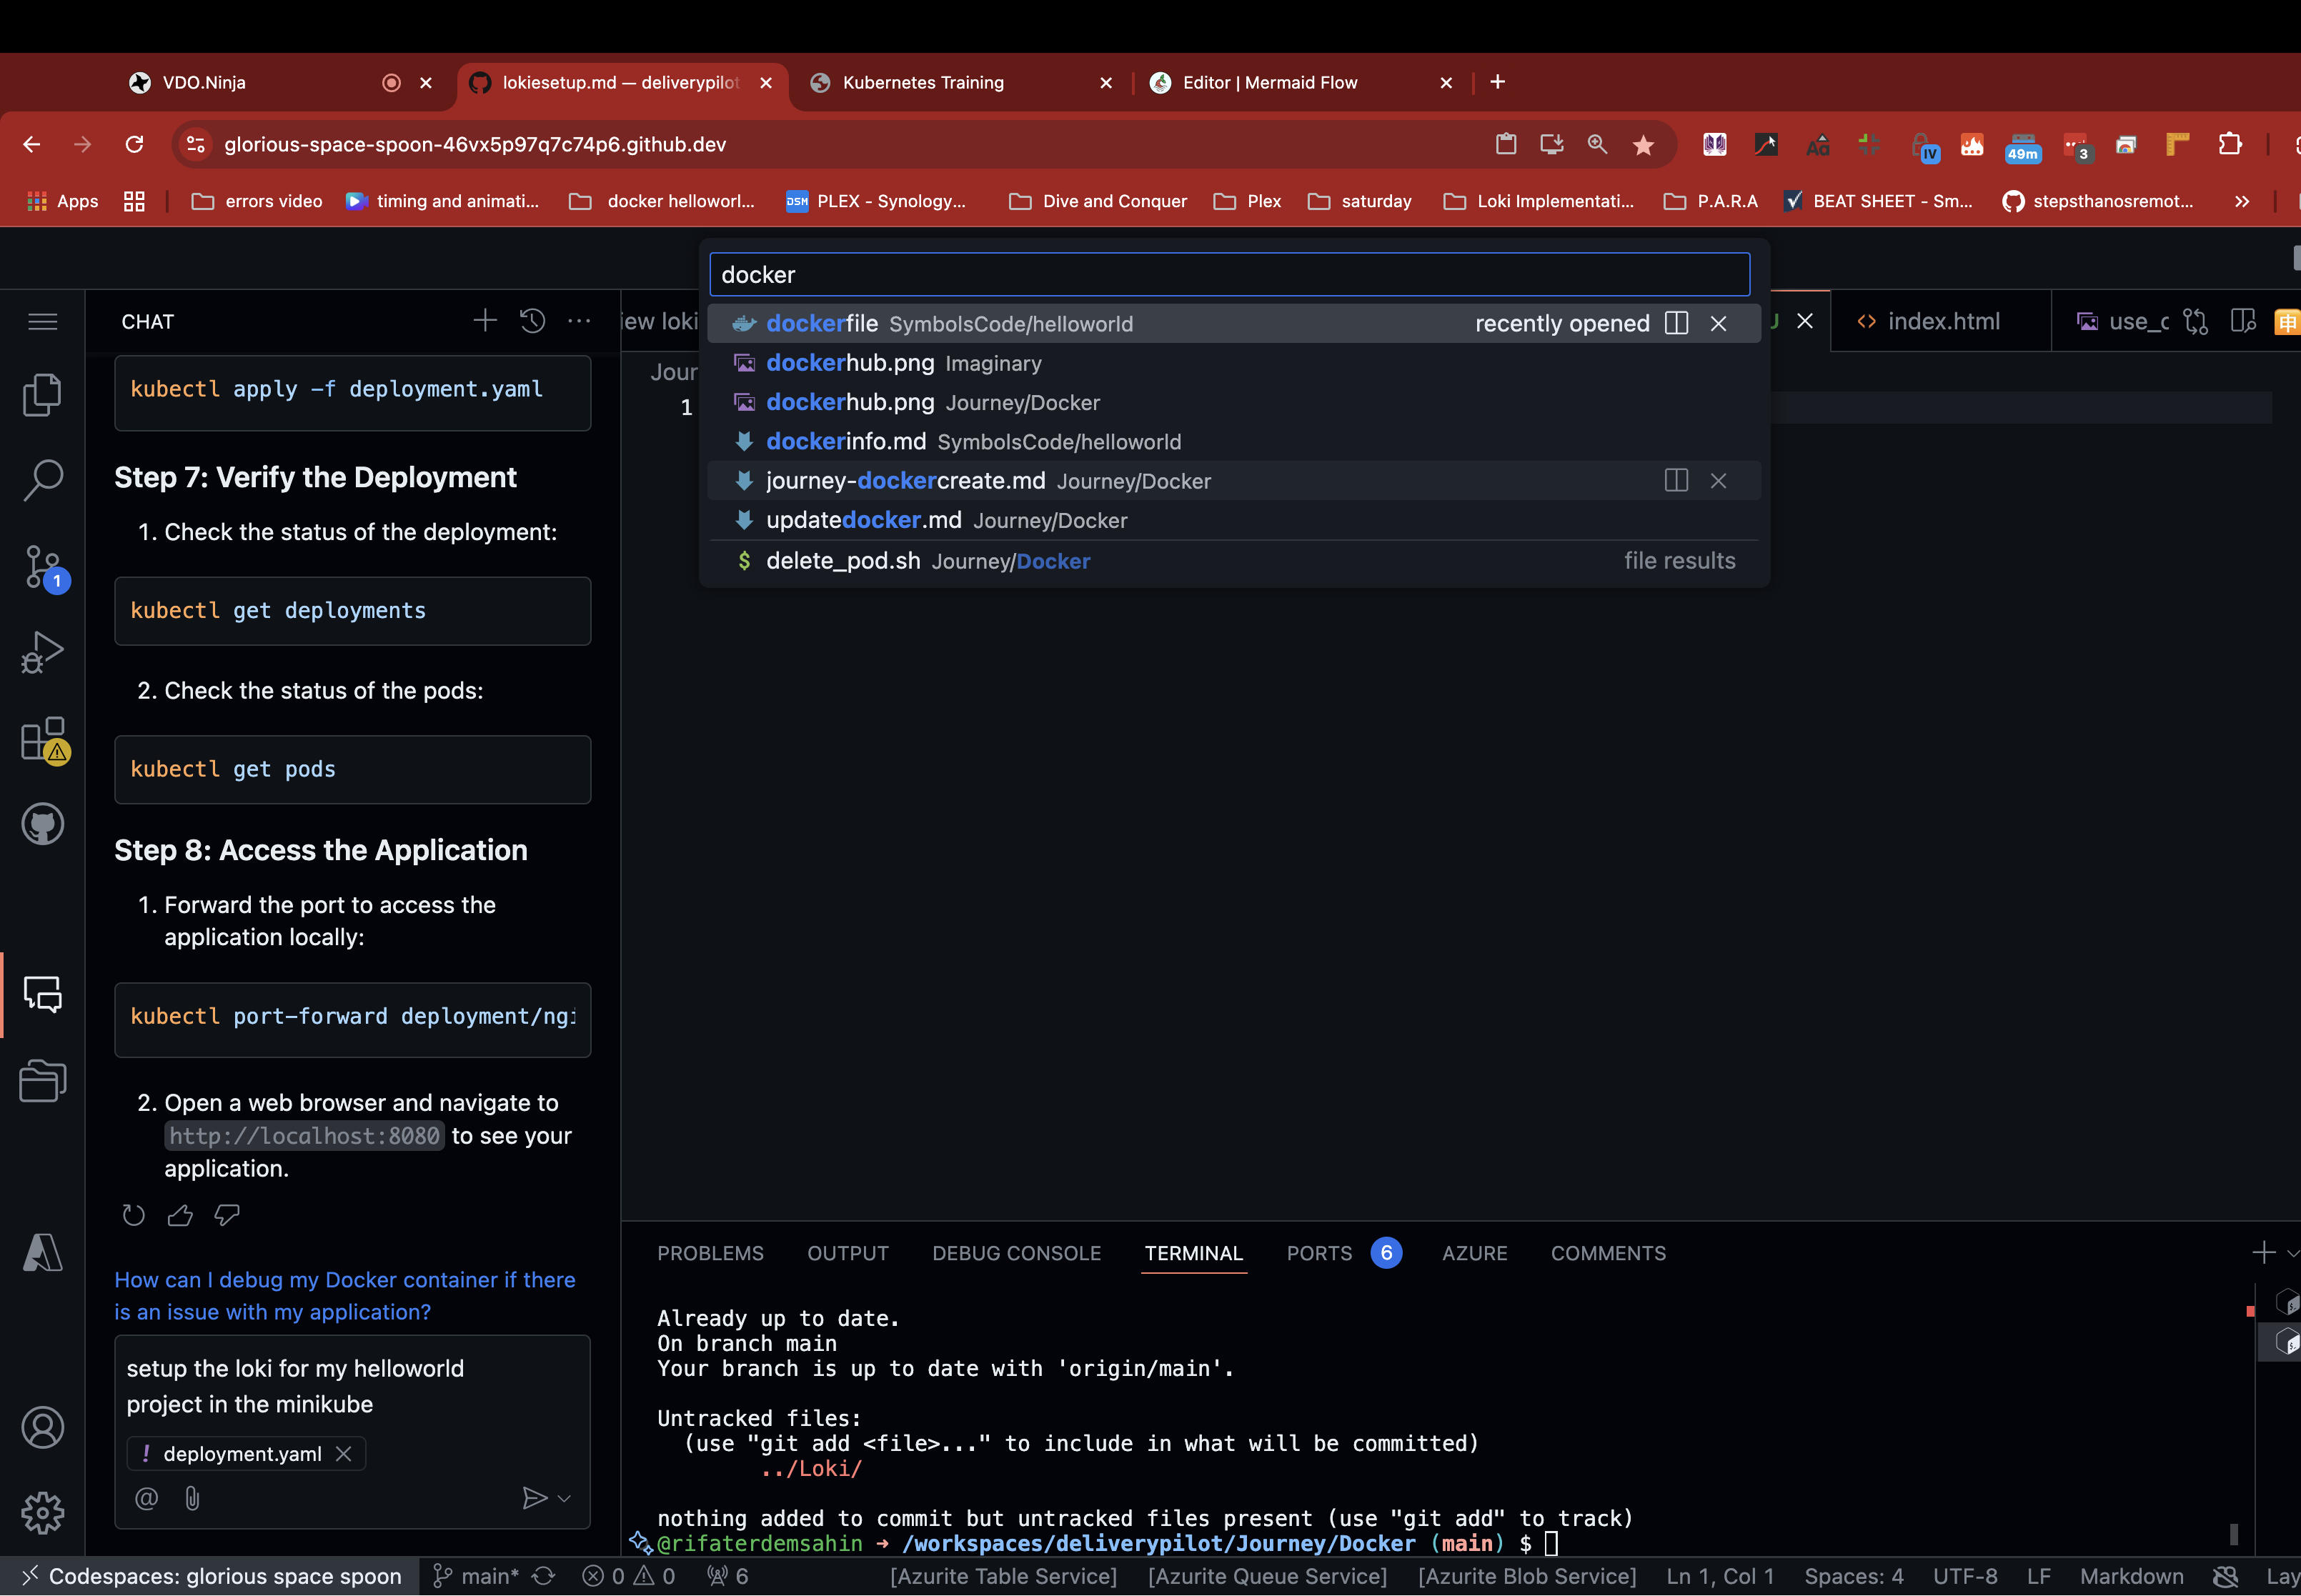 VDO.Ninja
lokiesetup.md — deliverypilot
Kubernetes Training
Editor | Mermaid Flow
glorious-space-spoon-46vx5p97q7c74p6.github.dev
IV
49m
3
Apps
errors video
timing and animati...
docker helloworl...
DSM
PLEX - Synology...
Dive and Conquer
Plex
saturday
Loki Implementati...
P.A.R.A
BEAT SHEET - Sm...
stepsthanosremot...
docker
dockerfile SymbolsCode/helloworld recently opened
dockerhub.png Imaginary
dockerhub.png Journey/Docker
dockerinfo.md SymbolsCode/helloworld
journey-dockercreate.md Journey/Docker
updatedocker.md Journey/Docker
delete_pod.sh Journey/Docker file results
iew loki
U
index.html
use_c
申
Jour
1
CHAT
kubectl apply -f deployment.yaml
Step 7: Verify the Deployment
1. Check the status of the deployment:
kubectl get deployments
2. Check the status of the pods:
kubectl get pods
Step 8: Access the Application
1. Forward the port to access the
application locally:
kubectl port-forward deployment/ngi
2. Open a web browser and navigate to
http://localhost:8080 to see your
application.
How can I debug my Docker container if there
is an issue with my application?
setup the loki for my helloworld
project in the minikube
! deployment.yaml
1
PROBLEMS
OUTPUT
DEBUG CONSOLE
TERMINAL
PORTS 6
AZURE
COMMENTS
Already up to date.
On branch main
Your branch is up to date with 'origin/main'.
Untracked files:
(use "git add <file>..." to include in what will be committed)
../Loki/
nothing added to commit but untracked files present (use "git add" to track)
@rifaterdemsahin ➜ /workspaces/deliverypilot/Journey/Docker (main) $
Codespaces: glorious space spoon
main*
0
0
6
[Azurite Table Service]
[Azurite Queue Service]
[Azurite Blob Service]
Ln 1, Col 1
Spaces: 4
UTF-8
LF
Markdown
Lay